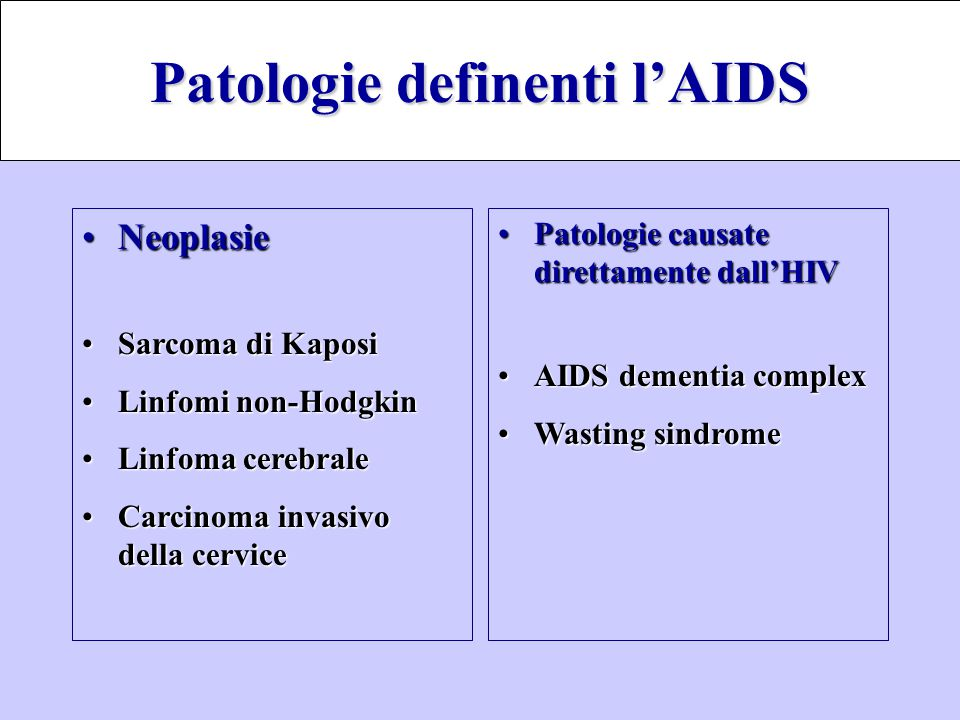 Patologie definenti l’AIDS
• Neoplasie
• Sarcoma di Kaposi
• Linfomi non-Hodgkin
• Linfoma cerebrale
• Carcinoma invasivo
della cervice
• Patologie causate
direttamente dall’HIV
• AIDS dementia complex
• Wasting sindrome